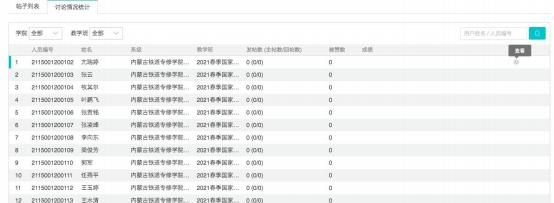 帖子列表 讨论情况统计
学院 全部 教学班 全部 用户姓名 / 人员编号
人员编号 姓名 系级 教学班 发帖数 (主帖数/回帖数) 被赞数 成绩 查看
1 2115001200102 亢瑞婷 内蒙古铁道专修学院... 2021春季国家... 0 (0/0) 0
2 2115001200103 张云 内蒙古铁道专修学院... 2021春季国家... 0 (0/0) 0
3 2115001200104 牧其尔 内蒙古铁道专修学院... 2021春季国家... 0 (0/0) 0
4 2115001200105 叶鹏飞 内蒙古铁道专修学院... 2021春季国家... 0 (0/0) 0
5 2115001200106 张贵铭 内蒙古铁道专修学院... 2021春季国家... 0 (0/0) 0
6 2115001200107 张凌峰 内蒙古铁道专修学院... 2021春季国家... 0 (0/0) 0
7 2115001200108 李向东 内蒙古铁道专修学院... 2021春季国家... 0 (0/0) 0
8 2115001200109 梁俊芳 内蒙古铁道专修学院... 2021春季国家... 0 (0/0) 0
9 2115001200110 郭军 内蒙古铁道专修学院... 2021春季国家... 0 (0/0) 0
10 2115001200111 任燕平 内蒙古铁道专修学院... 2021春季国家... 0 (0/0) 0
11 2115001200112 王玉婷 内蒙古铁道专修学院... 2021春季国家... 0 (0/0) 0
12 2115001200113 王水清 内蒙古铁道专修学院... 2021春季国家... 0 (0/0) 0